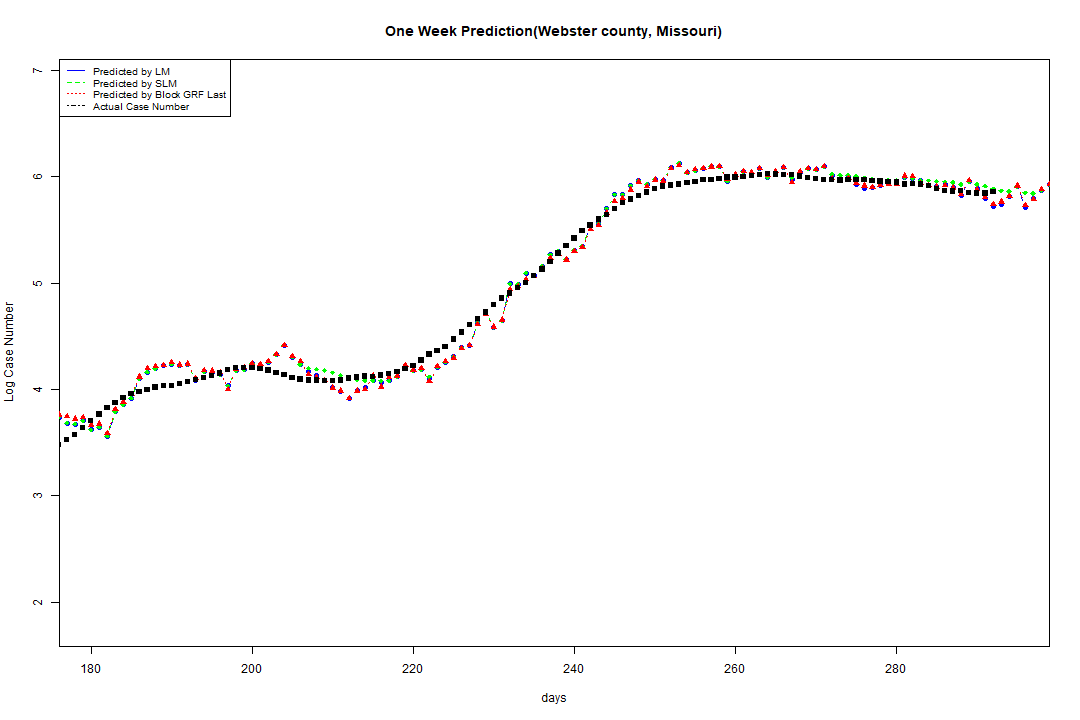 One Week Prediction(Webster county, Missouri)
Predicted by LM
Predicted by SLM
Predicted by Block GRF Last
Actual Case Number
7
6
5
4
3
2
Log Case Number
180 200 220 240 260 280
days